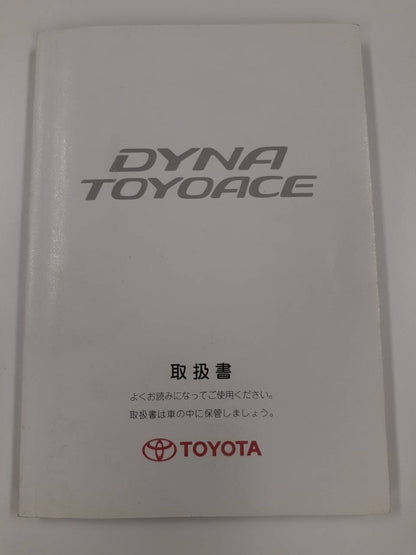 DYNA
TOYOACE
取扱書
よくお読みになってご使用ください。
取扱書は車の中に保管しましょう。
TOYOTA